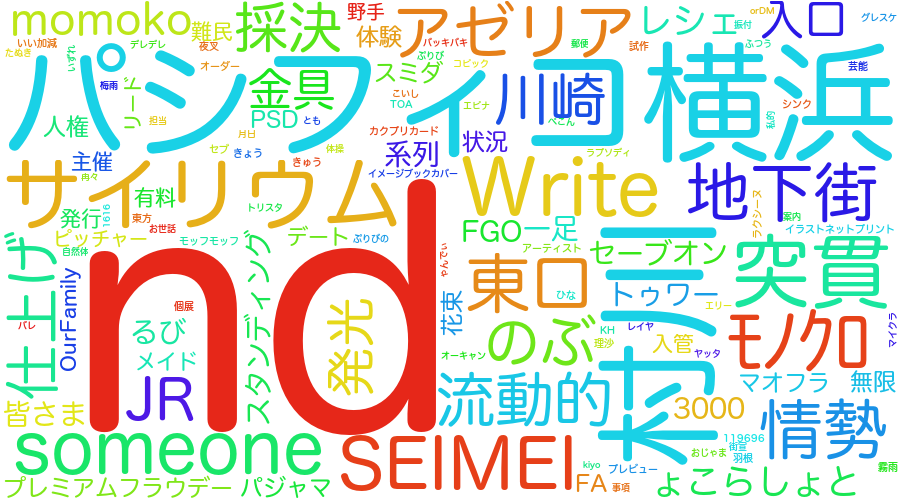 momoko
難民
採決
野手
体験
アゼリア
レシェ
入口
グレスケ
orDM
振付
ふつう
いい加減
夜叉
デレデレ
たぬき
いずれ
バッキバキ
ぷりぴ
郵便
試作
コピック
パシフィコ
横浜
梅雨
オーダー
金具
スミダ
川崎
芸能
リード
担当
人権
PSD
とも
こいし
TOA
エビナ
べこん
シンク
私的
カクプリカード
状況
片山
体操
セブ
きょう
きゅう
系列
ラプソディ
主催
再々
イメージブックカバー
サイリウム
Write
地下街
有料
発行
1616
東方
お世話
トリスタ
ラクシーヌ
案内
FGO
一足
イラストネットプリント
ピッチャー
モッフモッフ
デート
ぷりぴの
アーティスト
セーブオン
仕上げ
自然体
OurFamily
nd
スタンディング
いっこんゃん
東口
村
トゥワー
突貫
ひな
エリー
個展
バレ
るび
発光
花束
のぶ
KH
理沙
レイヤ
入管
ヤッタ
モノクロ
マイクラ
メイド
オーキャン
JR
流動的
マオフラ
無限
皆さま
3000
情勢
someone
SEIMEI
119696
街宣
羽根
おじゃま
kiyo
プレビュー
霧雨
プレミアムフラウデー
パジャマ
FA
事項
よこらしょと